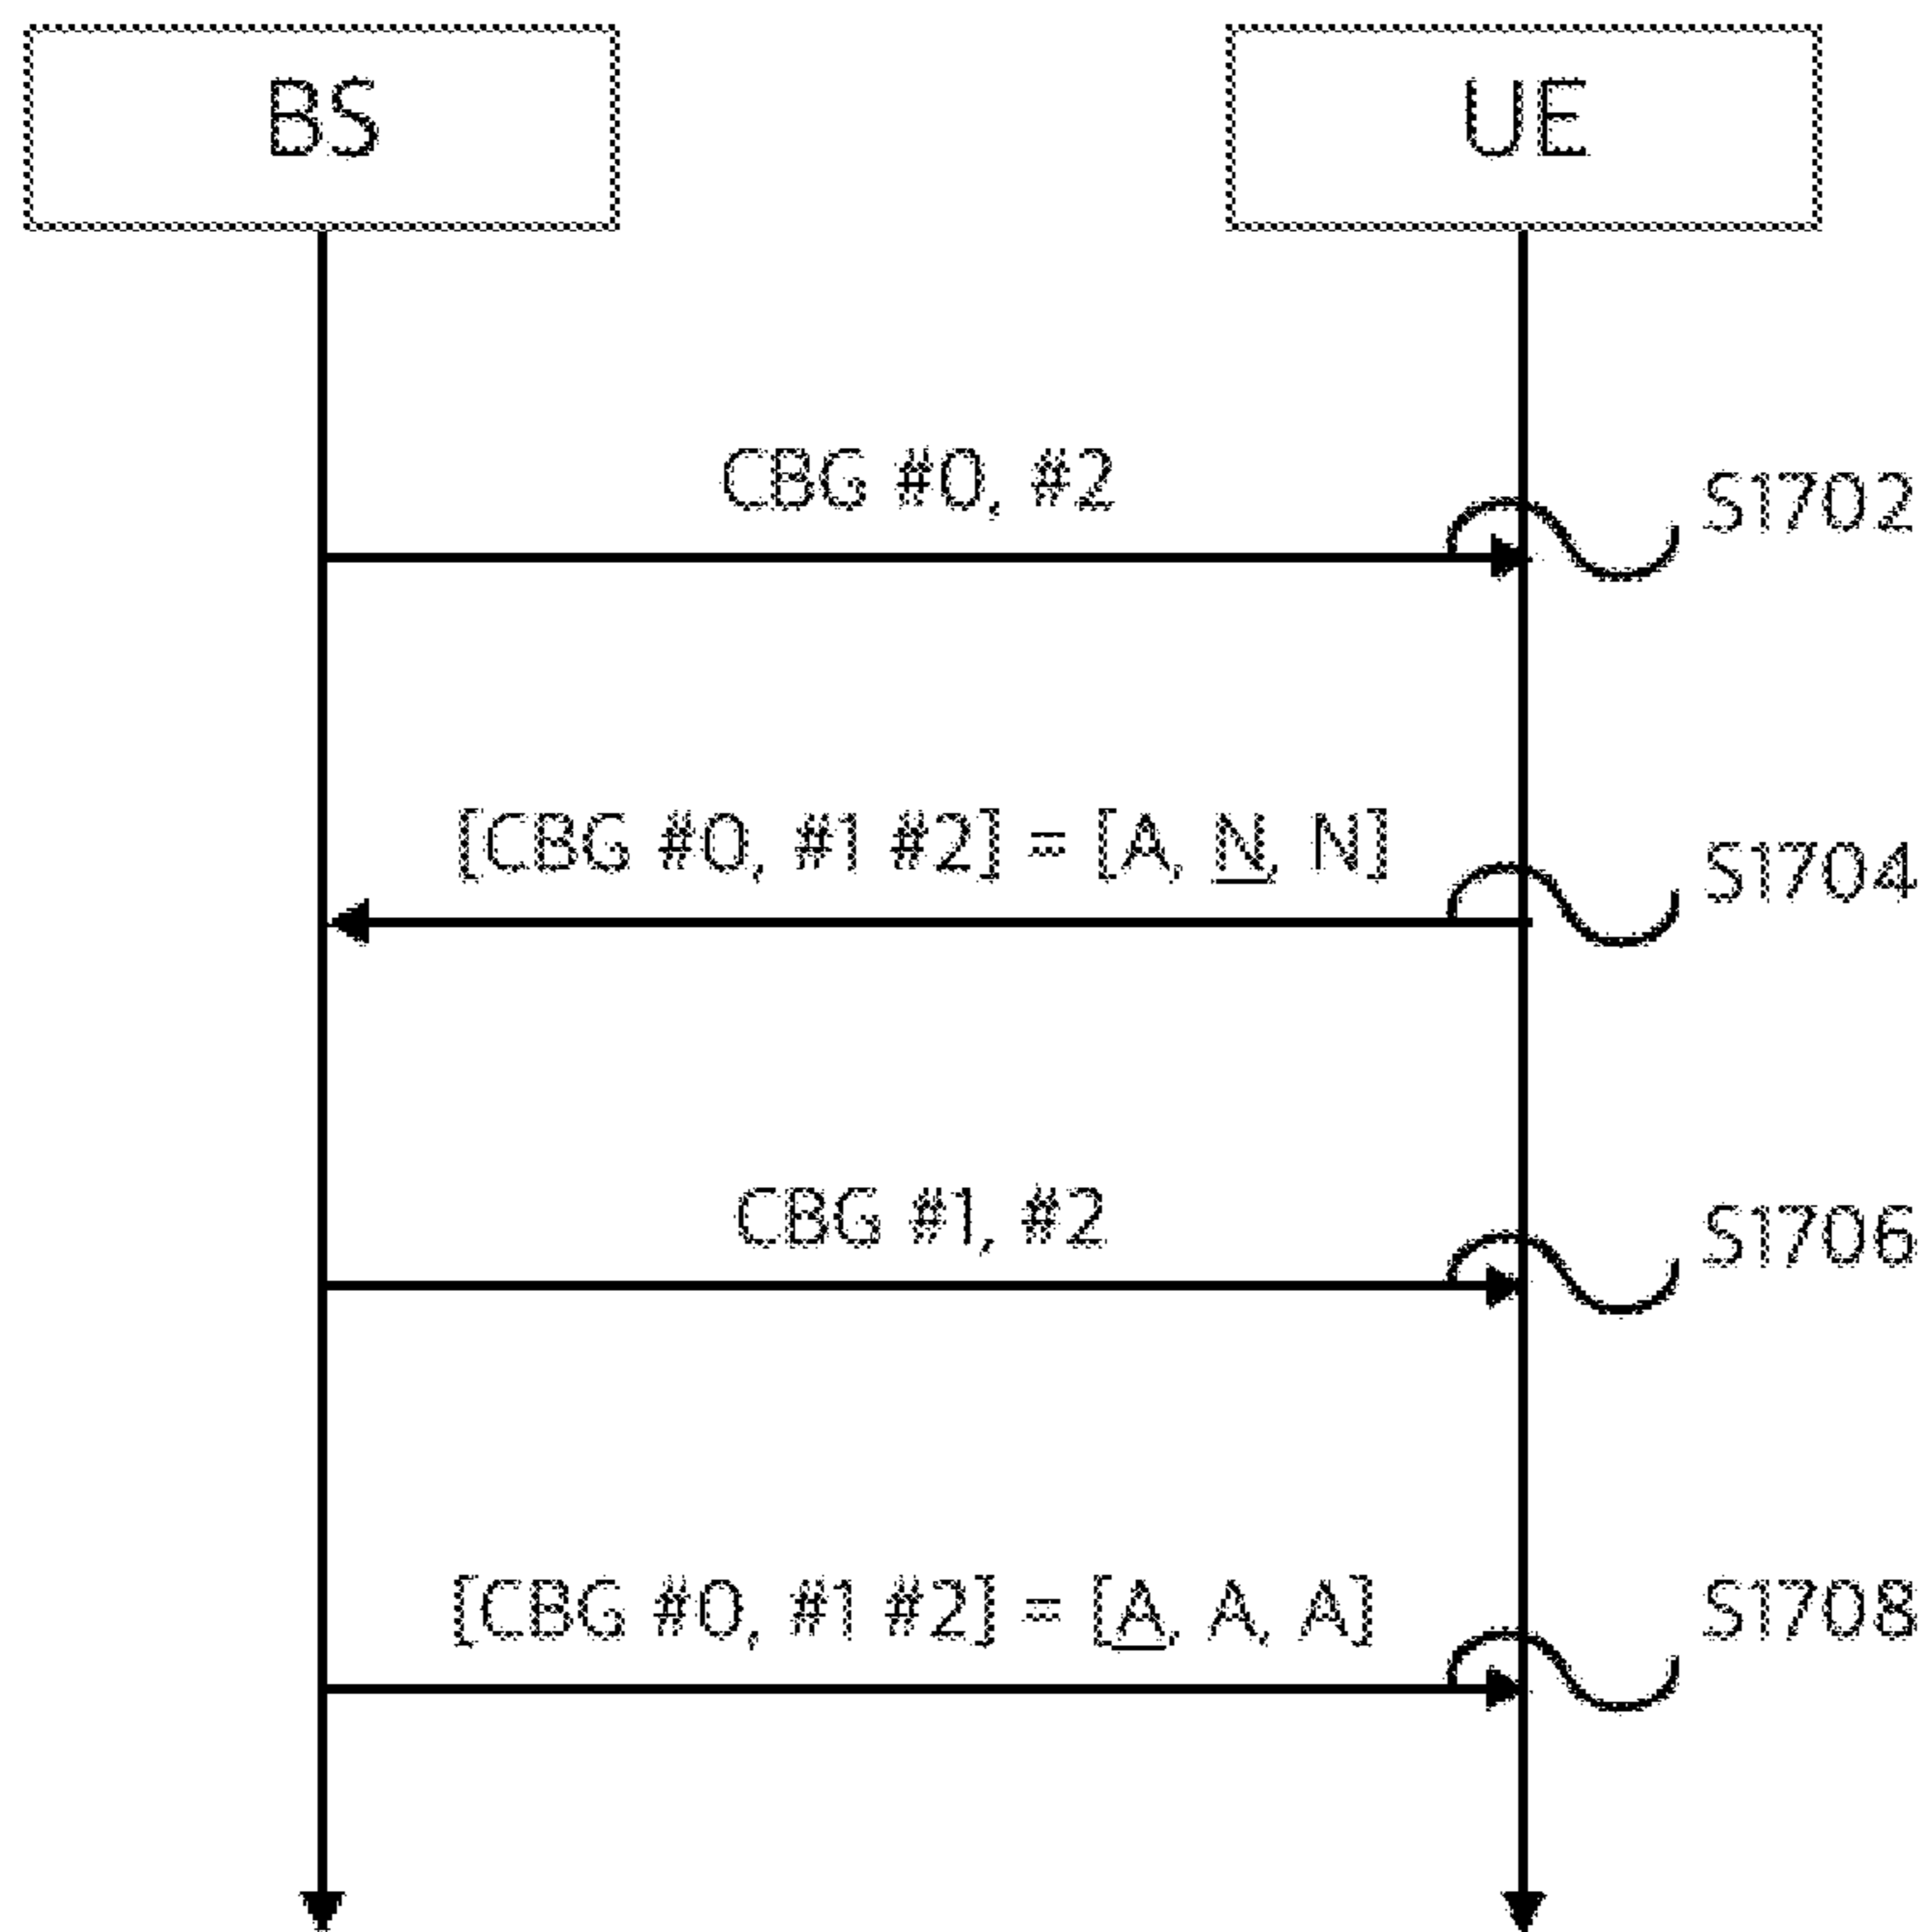 BS
UE
CBG #0, #2
S1702
[CBG #0, #1 #2] = [A, N, N]
S1704
CBG #1, #2
S1706
[CBG #0, #1 #2] = [A, A, A]
S1708